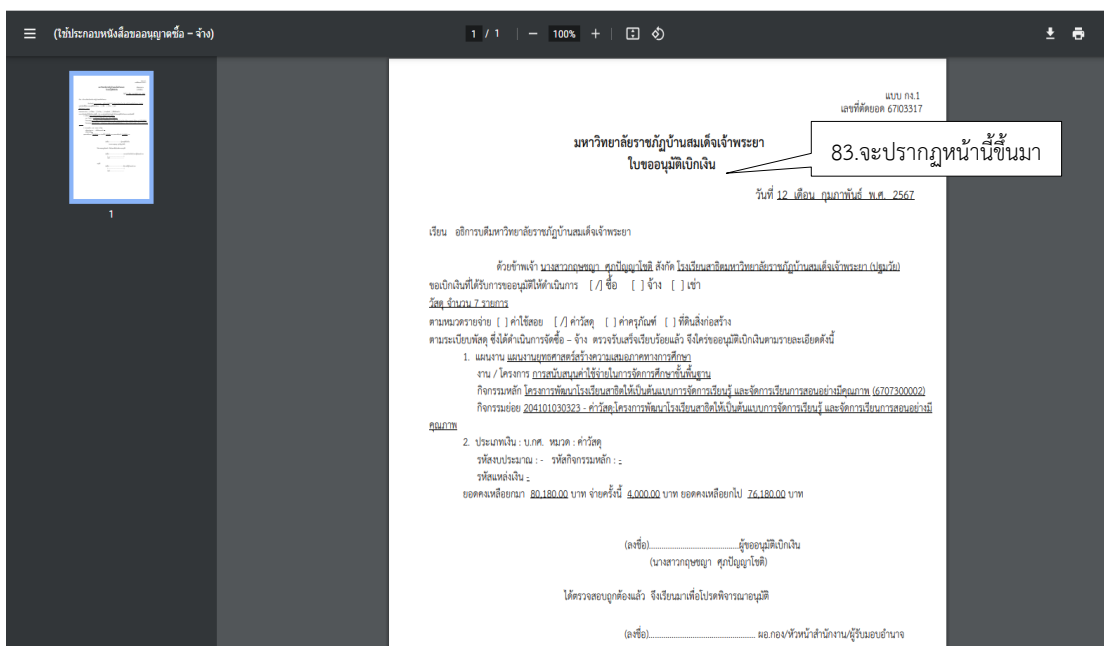 (ใช้ประกอบหนังสือขออนุญาตซื้อ – จ้าง)
1 / 1
100%
1
แบบ กง.1
เลขที่ตัดยอด 67I03317
มหาวิทยาลัยราชภัฏบ้านสมเด็จเจ้าพระยา
83.จะปรากฏหน้านี้ขึ้นมา
ใบขออนุมัติเบิกเงิน
วันที่ 12 เดือน กุมภาพันธ์ พ.ศ. 2567
เรียน อธิการบดีมหาวิทยาลัยราชภัฏบ้านสมเด็จเจ้าพระยา
ด้วยข้าพเจ้า นางสาวกฤษชญา ศุภปัญญาโชติ สังกัด โรงเรียนสาธิตมหาวิทยาลัยราชภัฏบ้านสมเด็จเจ้าพระยา (ปฐมวัย)
ขอเบิกเงินที่ได้รับการขออนุมัติให้ดำเนินการ [/] ซื้อ [ ] จ้าง [ ] เช่า
วัสดุ จำนวน 7 รายการ
ตามหมวดรายจ่าย [ ] ค่าใช้สอย [/] ค่าวัสดุ [ ] ค่าครุภัณฑ์ [ ] ที่ดินสิ่งก่อสร้าง
ตามระเบียบพัสดุ ซึ่งได้ดำเนินการจัดซื้อ – จ้าง ตรวจรับเสร็จเรียบร้อยแล้ว จึงใคร่ขออนุมัติเบิกเงินตามรายละเอียดดังนี้
1. แผนงาน แผนงานยุทธศาสตร์สร้างความเสมอภาคทางการศึกษา
งาน / โครงการ การสนับสนุนค่าใช้จ่ายในการจัดการศึกษาขั้นพื้นฐาน
กิจกรรมหลัก โครงการพัฒนาโรงเรียนสาธิตให้เป็นต้นแบบการจัดการเรียนรู้ และจัดการเรียนการสอนอย่างมีคุณภาพ (6707300002)
กิจกรรมย่อย 204101030323 - ค่าวัสดุ:โครงการพัฒนาโรงเรียนสาธิตให้เป็นต้นแบบการจัดการเรียนรู้ และจัดการเรียนการสอนอย่างมี
คุณภาพ
2. ประเภทเงิน : บ.กศ. หมวด : ค่าวัสดุ
รหัสงบประมาณ : - รหัสกิจกรรมหลัก : -
รหัสแหล่งเงิน -
ยอดคงเหลือยกมา 80,180.00 บาท จ่ายครั้งนี้ 4,000.00 บาท ยอดคงเหลือยกไป 76,180.00 บาท
(ลงชื่อ)..........................................ผู้ขออนุมัติเบิกเงิน
(นางสาวกฤษชญา ศุภปัญญาโชติ)
ได้ตรวจสอบถูกต้องแล้ว จึงเรียนมาเพื่อโปรดพิจารณาอนุมัติ
(ลงชื่อ)................................................. ผอ.กอง/หัวหน้าสำนักงาน/ผู้รับมอบอำนาจ